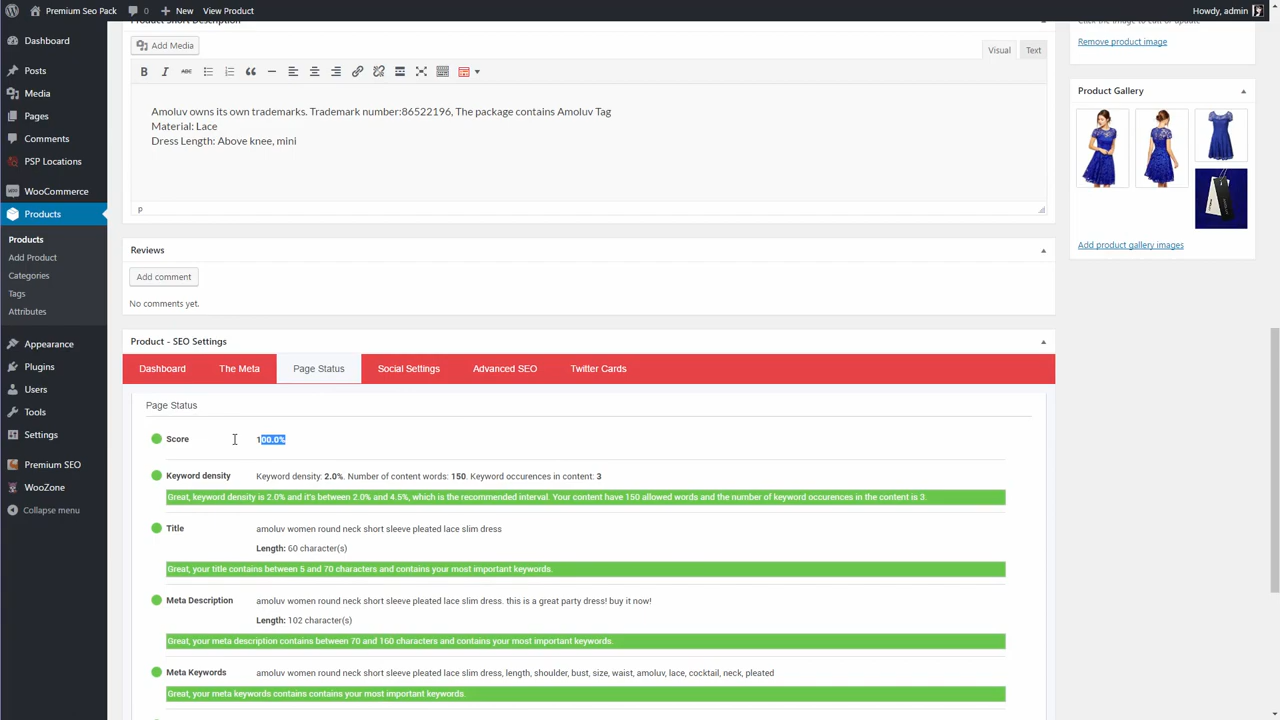 Premium SEO Pack
0
New
View Product
Howdy, admin
Dashboard
Posts
Media
Pages
Comments
PSP Locations
WooCommerce
Products
Products
Add Product
Categories
Tags
Attributes
Appearance
Plugins
Users
Tools
Settings
Premium SEO
WooZone
Collapse menu
Product Short Description
Add Media
Visual
Text
B I ABC
Amoluv owns its own trademarks. Trademark number:86522196, The package contains Amoluv Tag
Material: Lace
Dress Length: Above knee, mini
p
Reviews
Add comment
No comments yet.
Product - SEO Settings
Dashboard
The Meta
Page Status
Social Settings
Advanced SEO
Twitter Cards
Page Status
Score 100.0%
Keyword density Keyword density: 2.0%. Number of content words: 150. Keyword occurences in content: 3
Great, keyword density is 2.0% and it's between 2.0% and 4.5%, which is the recommended interval. Your content have 150 allowed words and the number of keyword occurences in the content is 3.
Title amoluv women round neck short sleeve pleated lace slim dress
Length: 60 character(s)
Great, your title contains between 5 and 70 characters and contains your most important keywords.
Meta Description amoluv women round neck short sleeve pleated lace slim dress. this is a great party dress! buy it now!
Length: 102 character(s)
Great, your meta description contains between 70 and 160 characters and contains your most important keywords.
Meta Keywords amoluv women round neck short sleeve pleated lace slim dress, length, shoulder, bust, size, waist, amoluv, lace, cocktail, neck, pleated
Great, your meta keywords contains contains your most important keywords.
Click the image to edit or update
Remove product image
Product Gallery
Add product gallery images